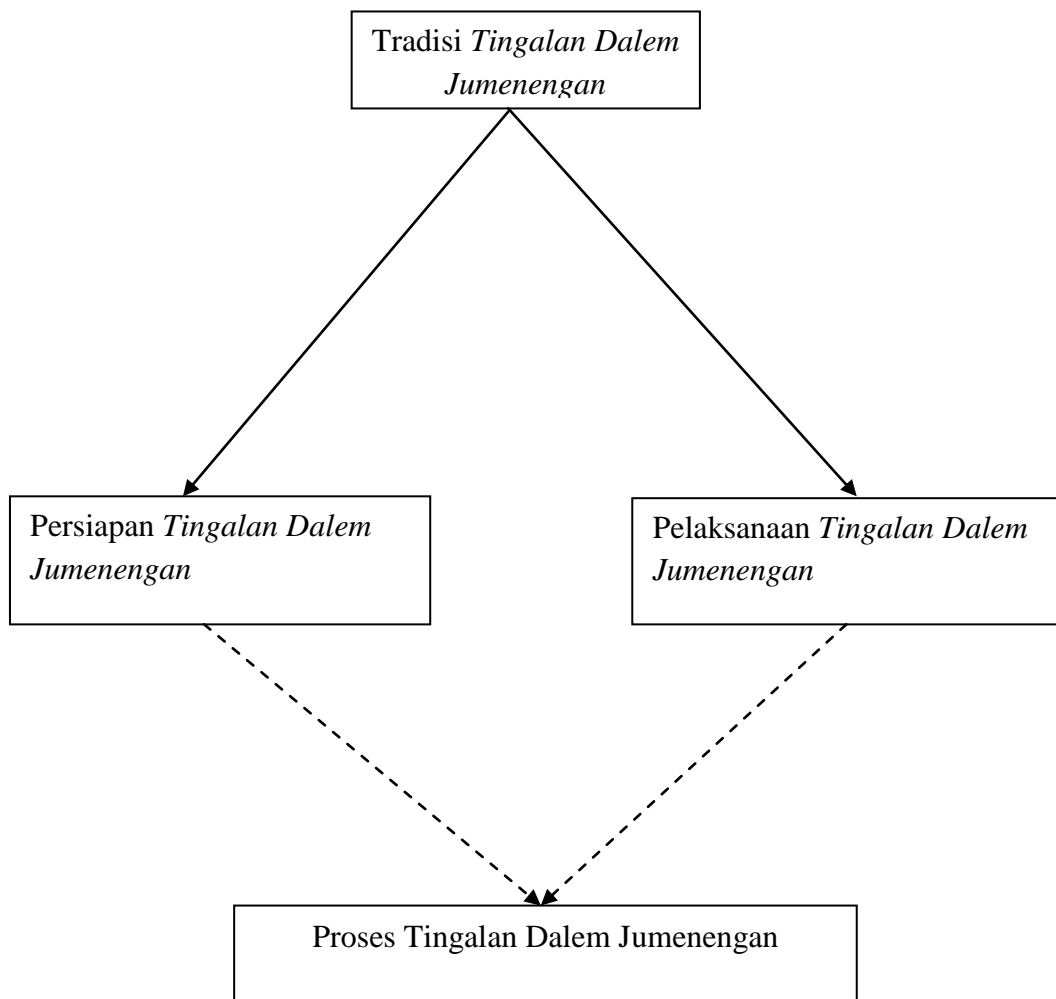 Tradisi Tingalan Dalem
Jumenengan
Persiapan Tingalan Dalem
Jumenengan
Pelaksanaan Tingalan Dalem
Jumenengan
Proses Tingalan Dalem Jumenengan